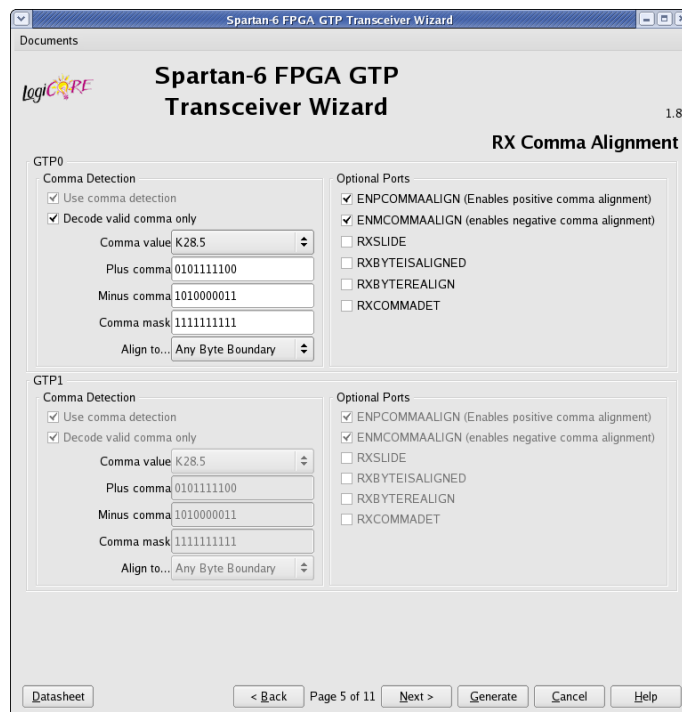 Spartan-6 FPGA GTP Transceiver Wizard
Documents
logiCORE
Spartan-6 FPGA GTP
Transceiver Wizard
1.8
RX Comma Alignment
GTP0
Comma Detection
Use comma detection
Decode valid comma only
Comma value K28.5
Plus comma 0101111100
Minus comma 1010000011
Comma mask 1111111111
Align to... Any Byte Boundary
Optional Ports
ENPCOMMAALIGN (Enables positive comma alignment)
ENMCOMMAALIGN (enables negative comma alignment)
RXSLIDE
RXBYTEISALIGNED
RXBYTEREALIGN
RXCOMMADET
GTP1
Comma Detection
Use comma detection
Decode valid comma only
Comma value K28.5
Plus comma 0101111100
Minus comma 1010000011
Comma mask 1111111111
Align to... Any Byte Boundary
Optional Ports
ENPCOMMAALIGN (Enables positive comma alignment)
ENMCOMMAALIGN (enables negative comma alignment)
RXSLIDE
RXBYTEISALIGNED
RXBYTEREALIGN
RXCOMMADET
Datasheet < Back Page 5 of 11 Next > Generate Cancel Help